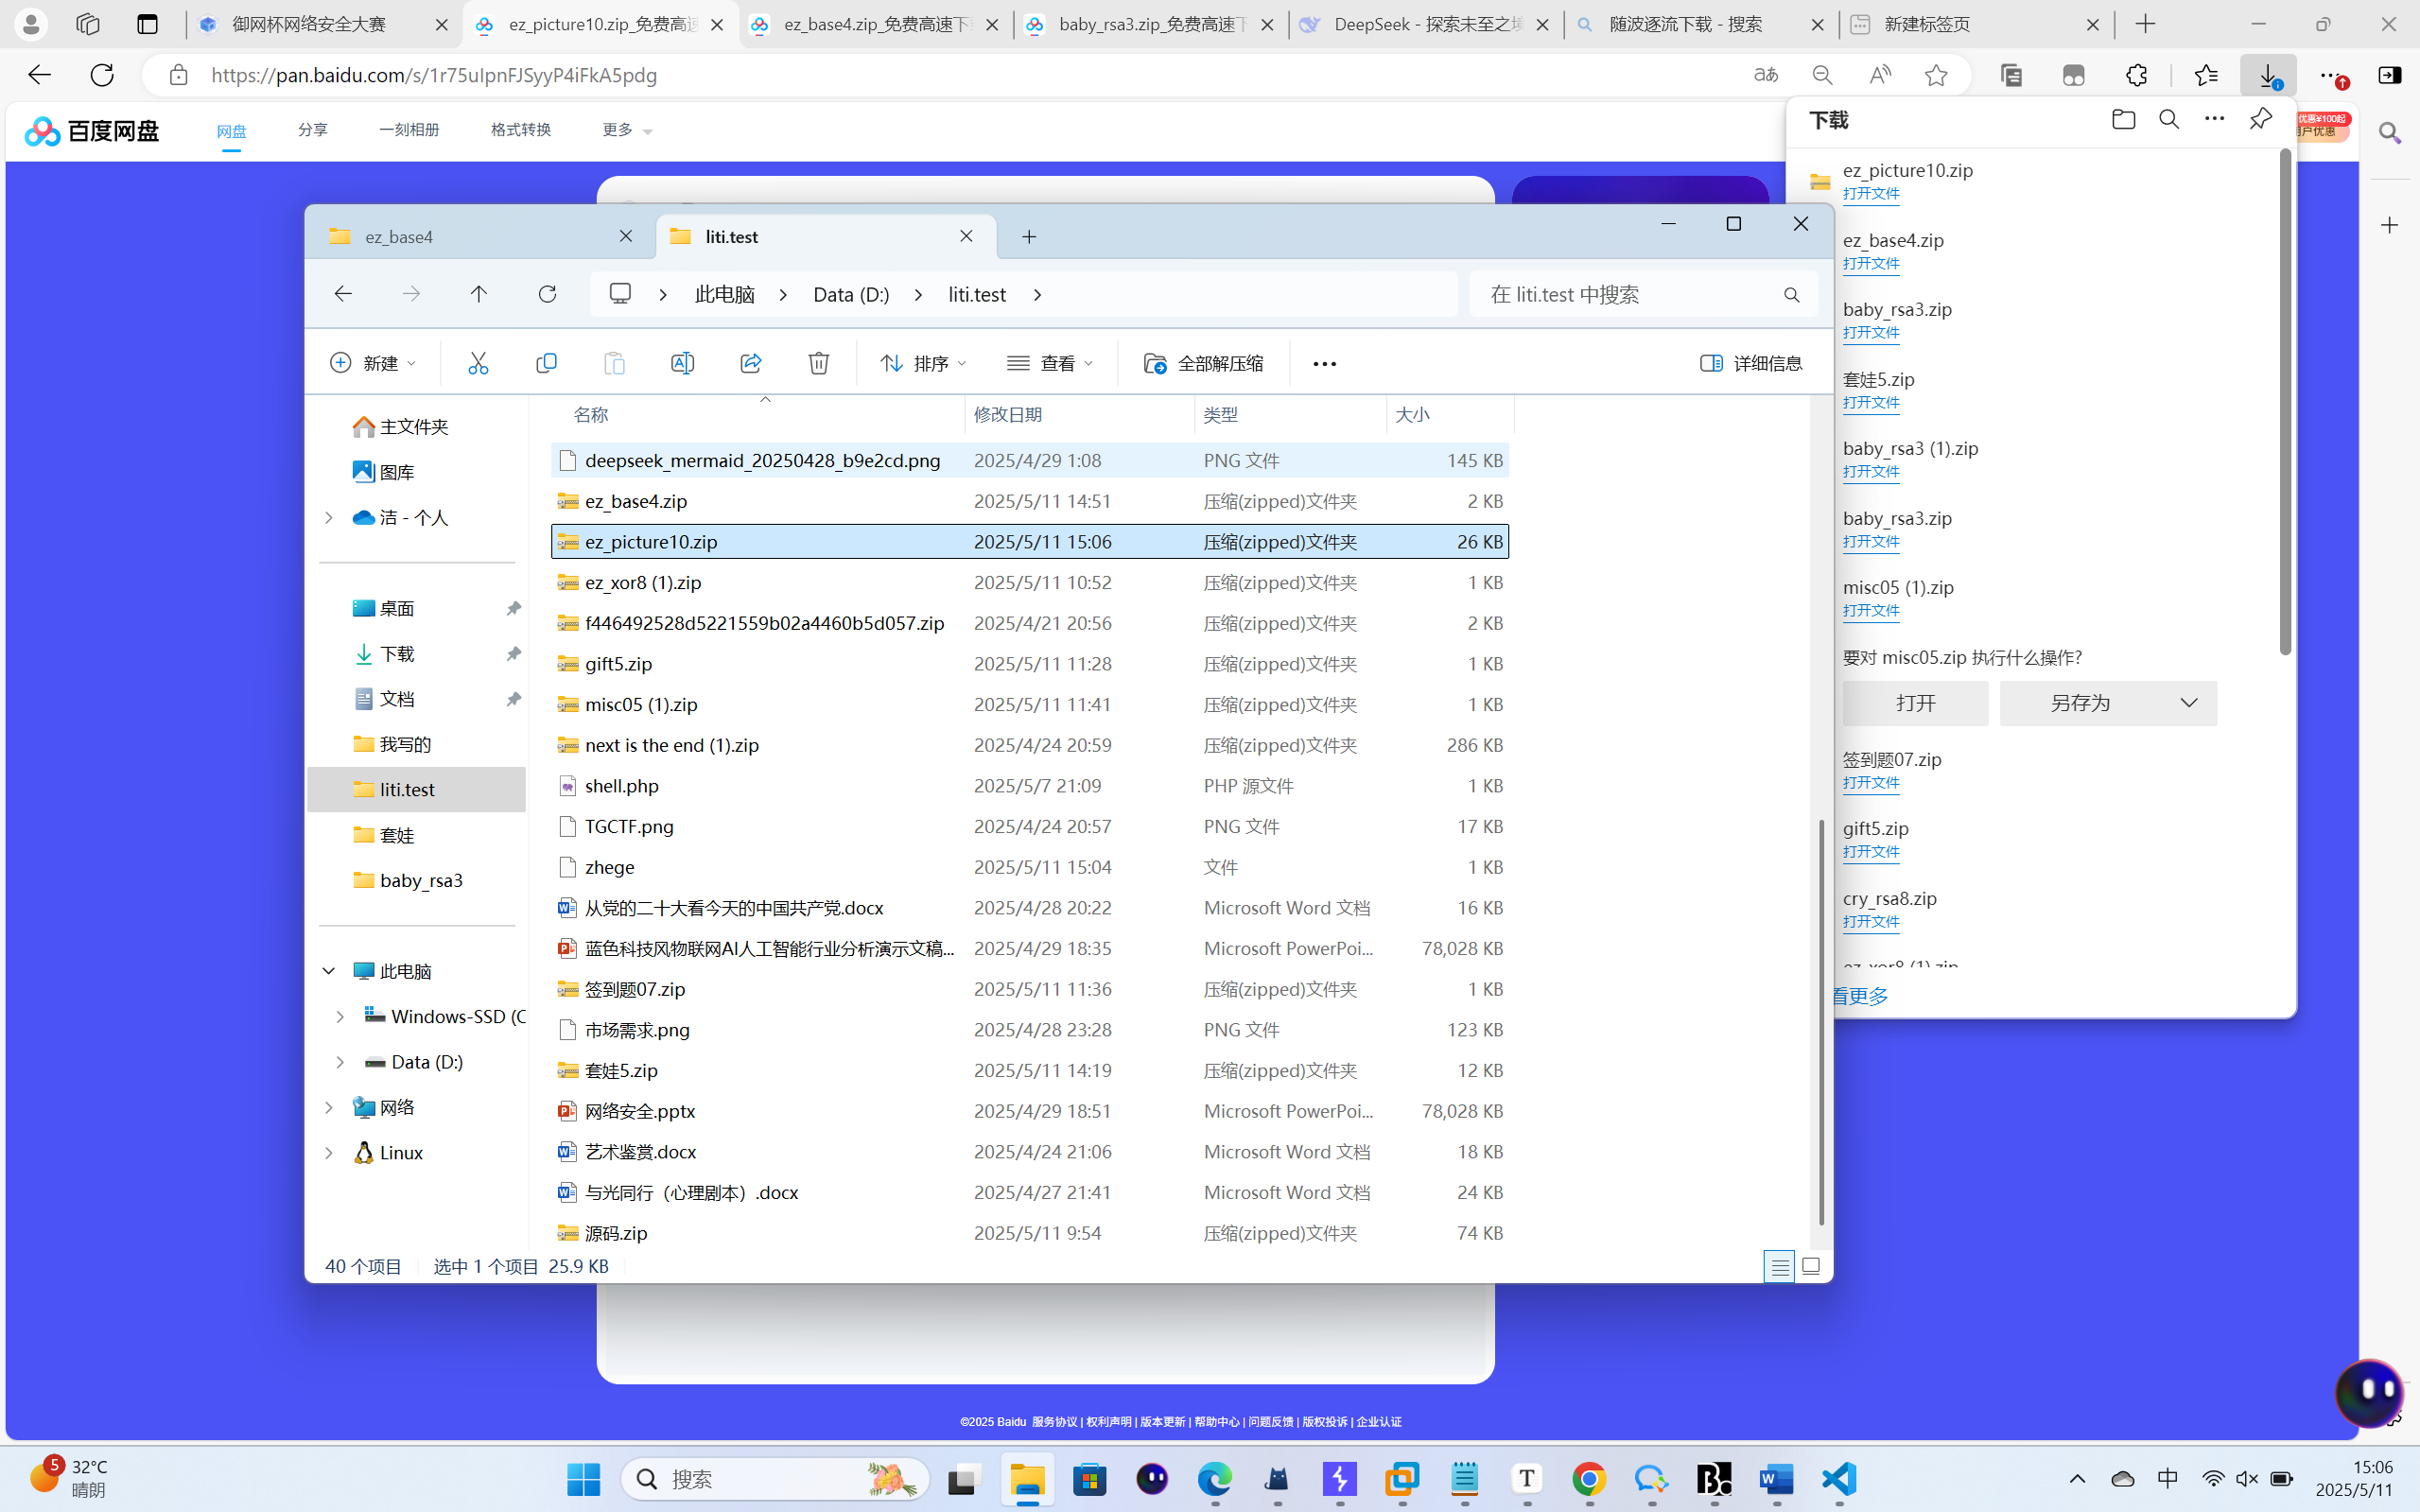 御网杯网络安全大赛
ez_picture10.zip_免费高速
ez_base4.zip_免费高速下
baby_rsa3.zip_免费高速下
DeepSeek - 探索未至之境
随波逐流下载 - 搜索
新建标签页
https://pan.baidu.com/s/1r75uIpnFJSyyP4iFkA5pdg
百度网盘
网盘
分享
一刻相册
格式转换
更多
优惠¥100起
户优惠
下载
ez_picture10.zip
打开文件
ez_base4.zip
打开文件
baby_rsa3.zip
打开文件
套娃5.zip
打开文件
baby_rsa3 (1).zip
打开文件
baby_rsa3.zip
打开文件
misc05 (1).zip
打开文件
要对 misc05.zip 执行什么操作?
打开
另存为
签到题07.zip
打开文件
gift5.zip
打开文件
cry_rsa8.zip
打开文件
ez_xor8 (1).zip
看更多
ez_base4
liti.test
此电脑
Data (D:)
liti.test
在 liti.test 中搜索
新建
排序
查看
全部解压缩
详细信息
主文件夹
图库
洁 - 个人
桌面
下载
文档
我写的
liti.test
套娃
baby_rsa3
此电脑
Windows-SSD (C
Data (D:)
网络
Linux
名称 修改日期 类型 大小
deepseek_mermaid_20250428_b9e2cd.png 2025/4/29 1:08 PNG 文件 145 KB
ez_base4.zip 2025/5/11 14:51 压缩(zipped)文件夹 2 KB
ez_picture10.zip 2025/5/11 15:06 压缩(zipped)文件夹 26 KB
ez_xor8 (1).zip 2025/5/11 10:52 压缩(zipped)文件夹 1 KB
f446492528d5221559b02a4460b5d057.zip 2025/4/21 20:56 压缩(zipped)文件夹 2 KB
gift5.zip 2025/5/11 11:28 压缩(zipped)文件夹 1 KB
misc05 (1).zip 2025/5/11 11:41 压缩(zipped)文件夹 1 KB
next is the end (1).zip 2025/4/24 20:59 压缩(zipped)文件夹 286 KB
shell.php 2025/5/7 21:09 PHP 源文件 1 KB
TGCTF.png 2025/4/24 20:57 PNG 文件 17 KB
zhege 2025/5/11 15:04 文件 1 KB
从党的二十大看今天的中国共产党.docx 2025/4/28 20:22 Microsoft Word 文档 16 KB
蓝色科技风物联网AI人工智能行业分析演示文稿... 2025/4/29 18:35 Microsoft PowerPoi... 78,028 KB
签到题07.zip 2025/5/11 11:36 压缩(zipped)文件夹 1 KB
市场需求.png 2025/4/28 23:28 PNG 文件 123 KB
套娃5.zip 2025/5/11 14:19 压缩(zipped)文件夹 12 KB
网络安全.pptx 2025/4/29 18:51 Microsoft PowerPoi... 78,028 KB
艺术鉴赏.docx 2025/4/24 21:06 Microsoft Word 文档 18 KB
与光同行（心理剧本）.docx 2025/4/27 21:41 Microsoft Word 文档 24 KB
源码.zip 2025/5/11 9:54 压缩(zipped)文件夹 74 KB
40 个项目 选中 1 个项目 25.9 KB
©2025 Baidu 服务协议 | 权利声明 | 版本更新 | 帮助中心 | 问题反馈 | 版权投诉 | 企业认证
5
32°C
晴朗
搜索
中
15:06
2025/5/11